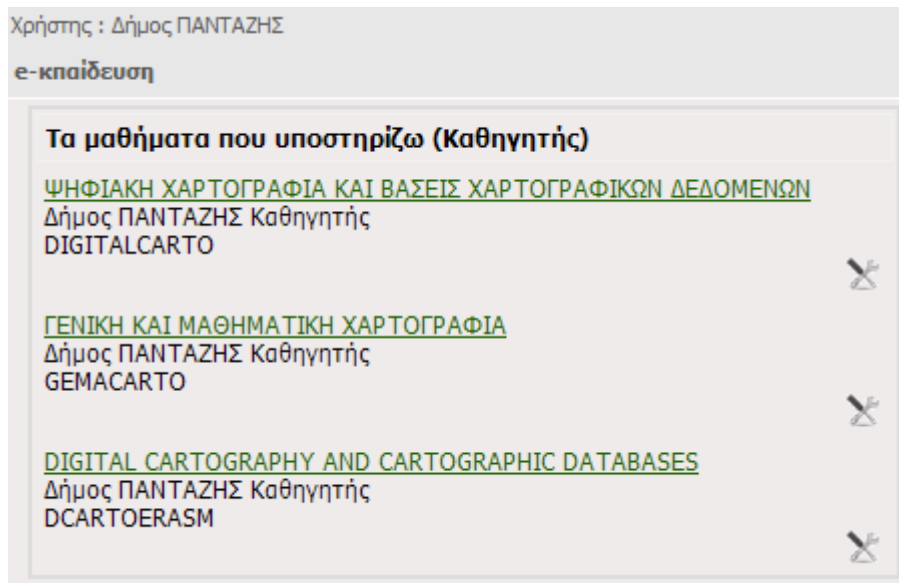 Χρήστης : Δήμος ΠΑΝΤΑΖΗΣ
e-κπαίδευση
Τα μαθήματα που υποστηρίζω (Καθηγητής)
ΨΗΦΙΑΚΗ ΧΑΡΤΟΓΡΑΦΙΑ ΚΑΙ ΒΑΣΕΙΣ ΧΑΡΤΟΓΡΑΦΙΚΩΝ ΔΕΔΟΜΕΝΩΝ
Δήμος ΠΑΝΤΑΖΗΣ Καθηγητής
DIGITALCARTO
ΓΕΝΙΚΗ ΚΑΙ ΜΑΘΗΜΑΤΙΚΗ ΧΑΡΤΟΓΡΑΦΙΑ
Δήμος ΠΑΝΤΑΖΗΣ Καθηγητής
GEMACARTO
DIGITAL CARTOGRAPHY AND CARTOGRAPHIC DATABASES
Δήμος ΠΑΝΤΑΖΗΣ Καθηγητής
DCARTOERASM